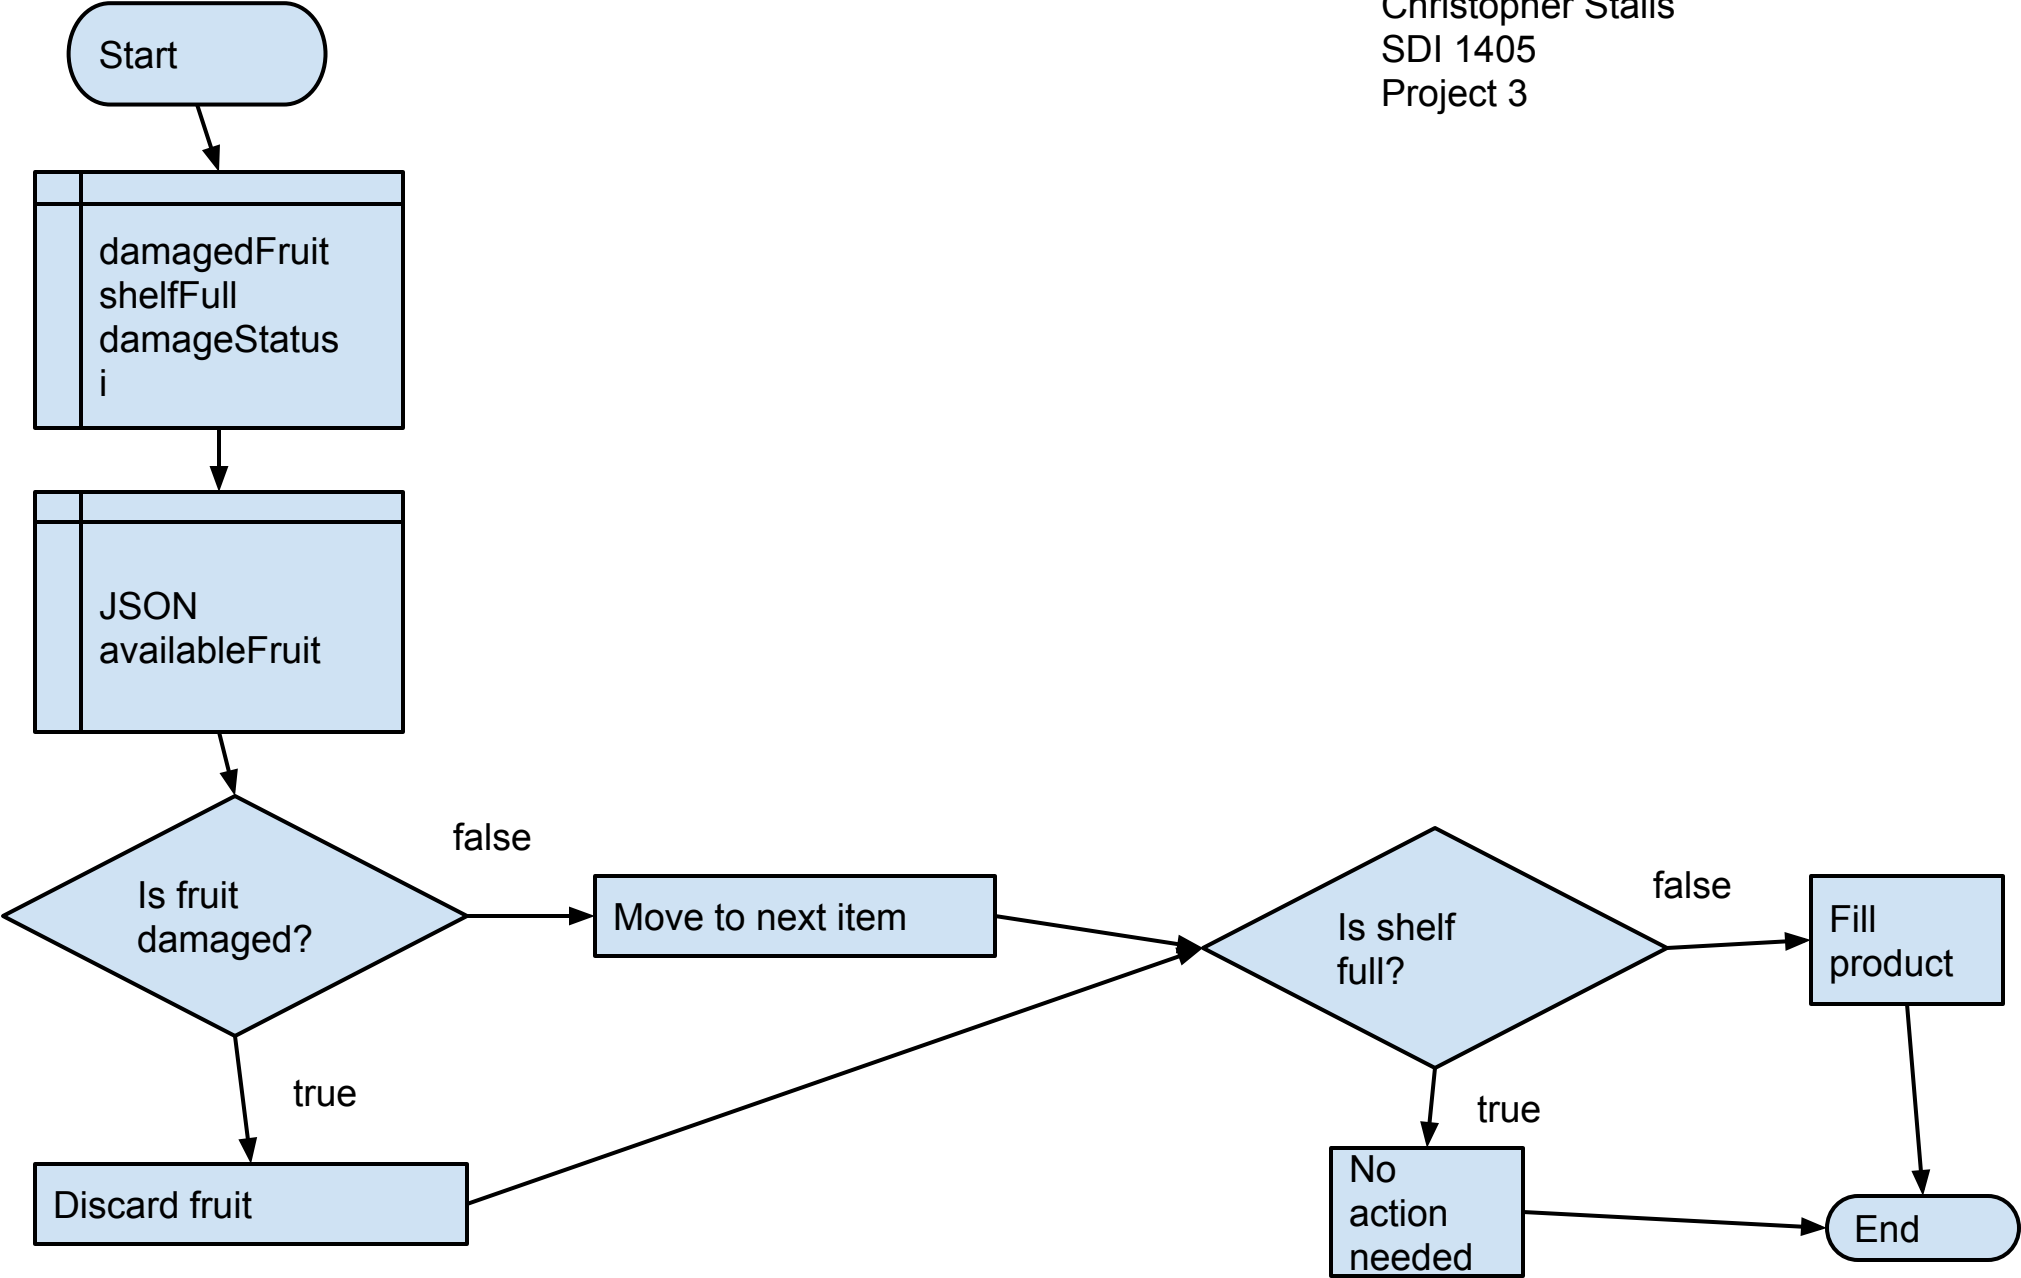 Christopher Stalls
SDI 1405
Project 3
Start
damagedFruit
shelfFull
damageStatus
i
JSON
availableFruit
Is fruit
damaged?
false
Move to next item
true
Discard fruit
Is shelf
full?
false
Fill
product
true
No
action
needed
End